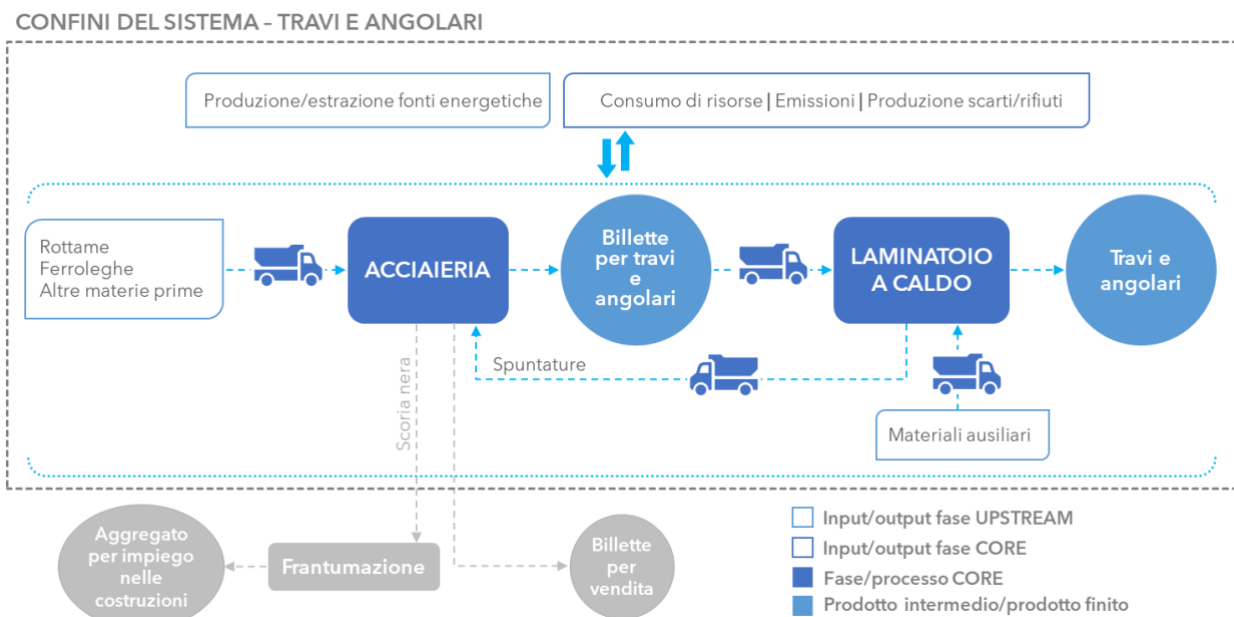 CONFINI DEL SISTEMA – TRAVI E ANGOLARI
Produzione/estrazione fonti energetiche
Consumo di risorse | Emissioni | Produzione scarti/rifiuti
Rottame
Ferroleghe
Altre materie prime
ACCIAIERIA
Billette
per travi
e
angolari
LAMINATOIO
A CALDO
Travi e
angolari
Spuntature
Scoria nera
Materiali ausiliari
Aggregato
per impiego
nelle
costruzioni
Frantumazione
Billette
per
vendita
Input/output fase UPSTREAM
Input/output fase CORE
Fase/processo CORE
Prodotto intermedio/prodotto finito